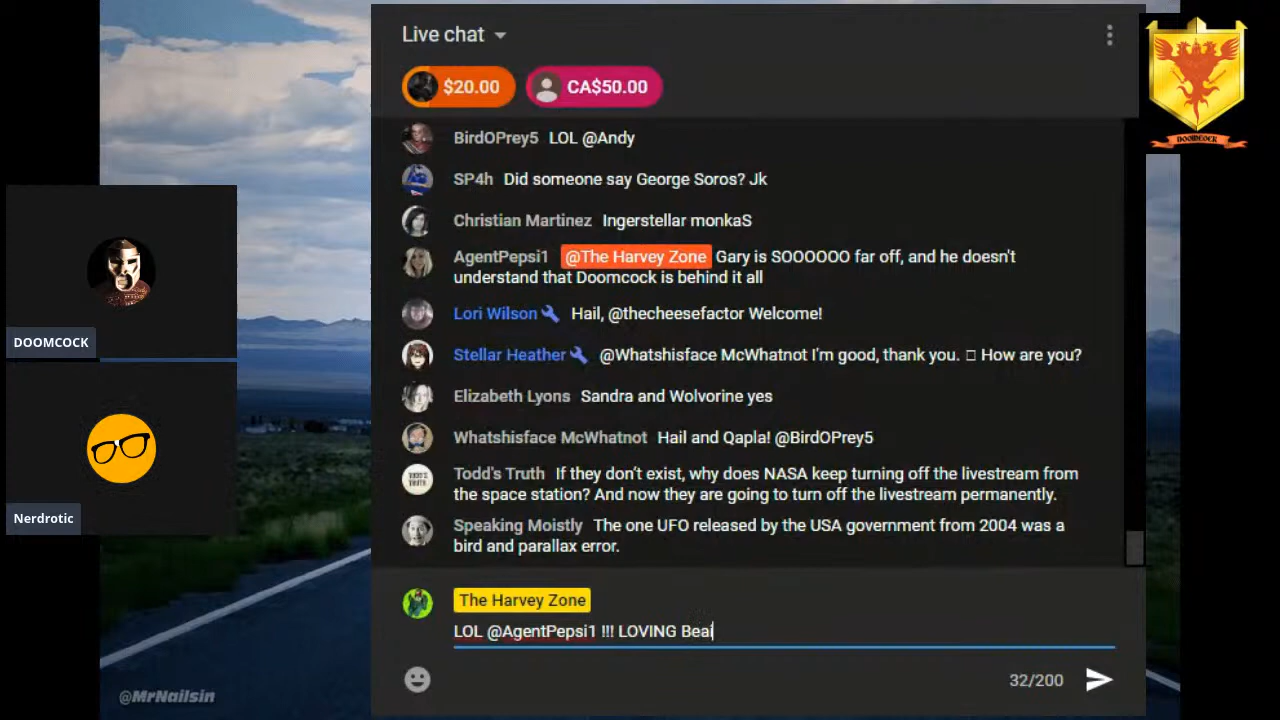 Live chat
$20.00 CA$50.00
DOOMCOCK
BirdOPrey5 LOL @Andy
SP4h Did someone say George Soros? Jk
Christian Martinez Ingerstellar monkaS
AgentPepsi1 @The Harvey Zone Gary is SOOOOOO far off, and he doesn't
understand that Doomcock is behind it all
Lori Wilson Hail, @thecheesefactor Welcome!
DOOMCOCK
Stellar Heather @Whatshisface McWhatnot I'm good, thank you. □ How are you?
Elizabeth Lyons Sandra and Wolvorine yes
Whatshisface McWhatnot Hail and Qapla! @BirdOPrey5
Todd's Truth If they don't exist, why does NASA keep turning off the livestream from
the space station? And now they are going to turn off the livestream permanently.
TODD'S
TRUTH
Nerdrotic
Speaking Moistly The one UFO released by the USA government from 2004 was a
bird and parallax error.
The Harvey Zone
LOL @AgentPepsi1 !!! LOVING Beai
32/200
@MrNailsin